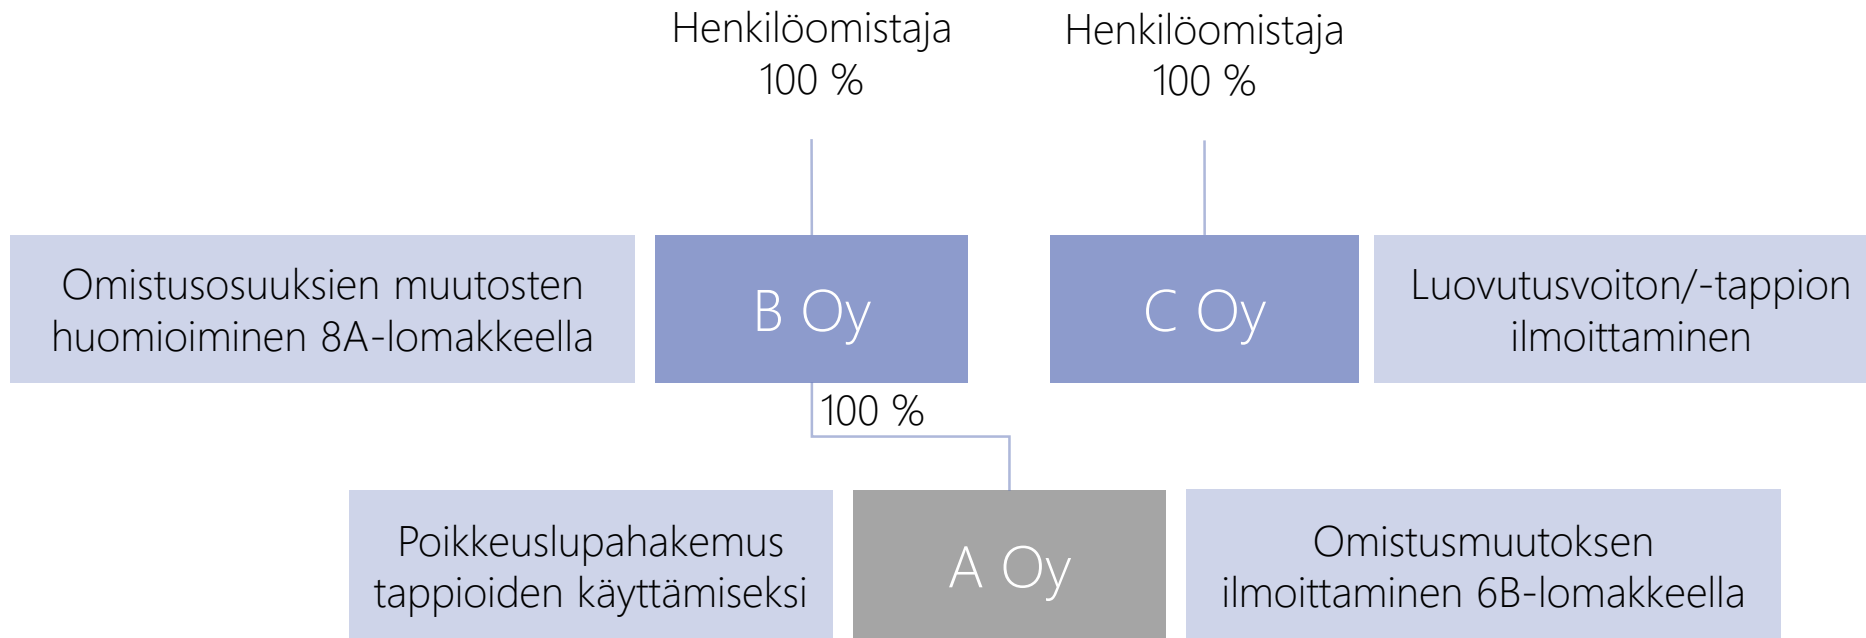 Henkilöomistaja
100 %
Henkilöomistaja
100 %
Omistusosuuksien muutosten
huomioiminen 8A-lomakkeella
B Oy
C Oy
Luovutusvoiton/-tappion
ilmoittaminen
100 %
Poikkeuslupahakemus
tappioiden käyttämiseksi
A Oy
Omistusmuutoksen
ilmoittaminen 6B-lomakkeella